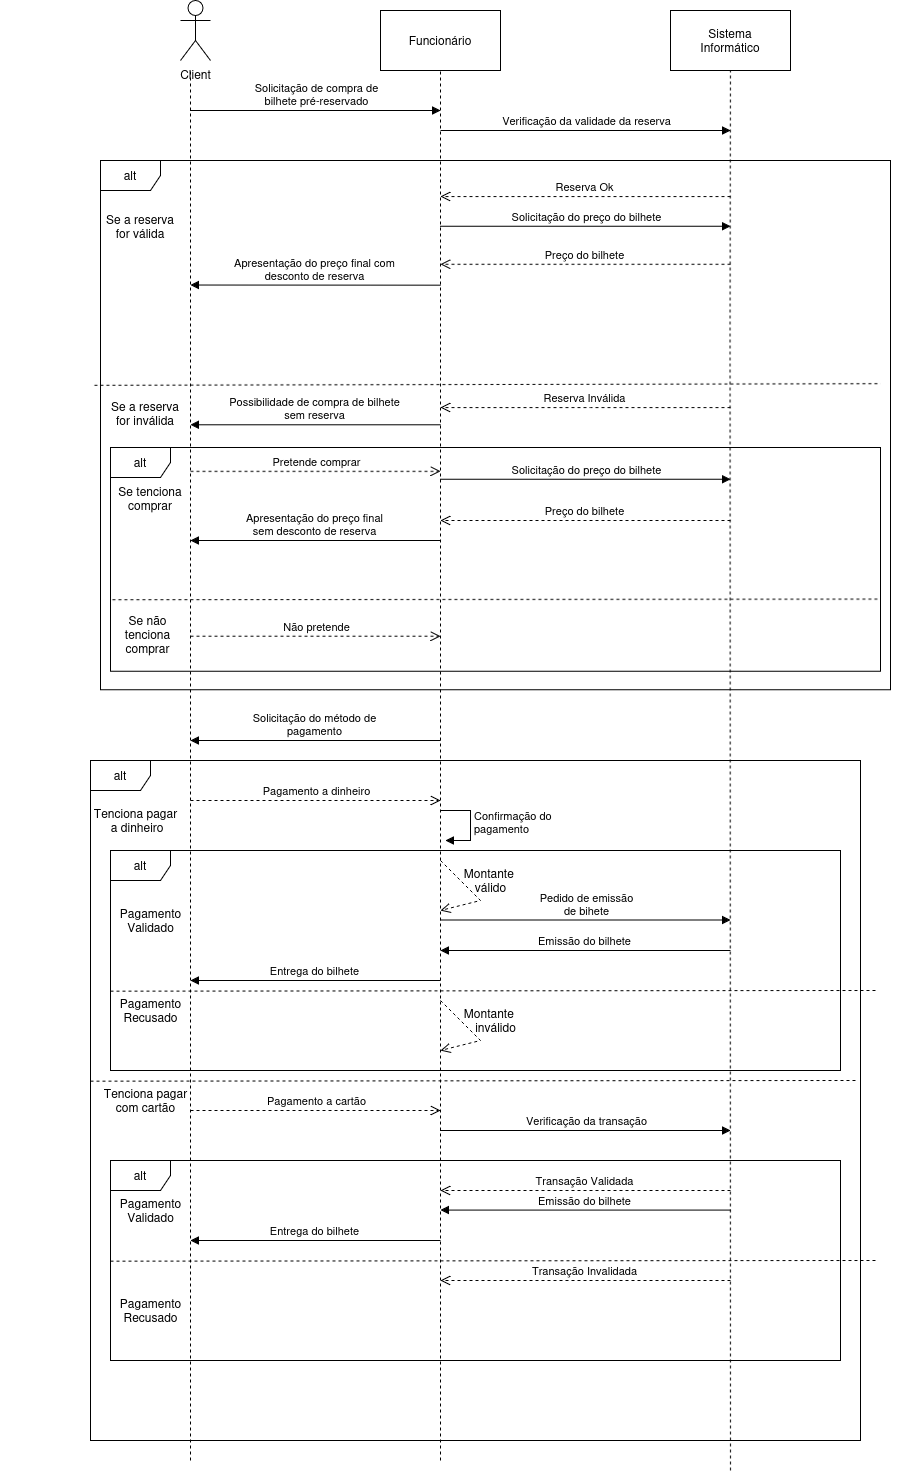 Client
Funcionário
Sistema
Informático
Solicitação de compra de
bilhete pré-reservado
Verificação da validade da reserva
alt
Reserva Ok
Se a reserva
for válida
Solicitação do preço do bilhete
Preço do bilhete
Apresentação do preço final com
desconto de reserva
Se a reserva
for inválida
Possibilidade de compra de bilhete
sem reserva
Reserva Inválida
alt
Pretende comprar
Solicitação do preço do bilhete
Se tenciona
comprar
Preço do bilhete
Apresentação do preço final
sem desconto de reserva
Se não
tenciona
comprar
Não pretende
Solicitação do método de
pagamento
alt
Pagamento a dinheiro
Tenciona pagar
a dinheiro
Confirmação do
pagamento
alt
Montante
válido
Pedido de emissão
de bihete
Pagamento
Validado
Emissão do bilhete
Entrega do bilhete
Pagamento
Recusado
Montante
inválido
Tenciona pagar
com cartão
Pagamento a cartão
Verificação da transação
alt
Transação Validada
Pagamento
Validado
Emissão do bilhete
Entrega do bilhete
Transação Invalidada
Pagamento
Recusado